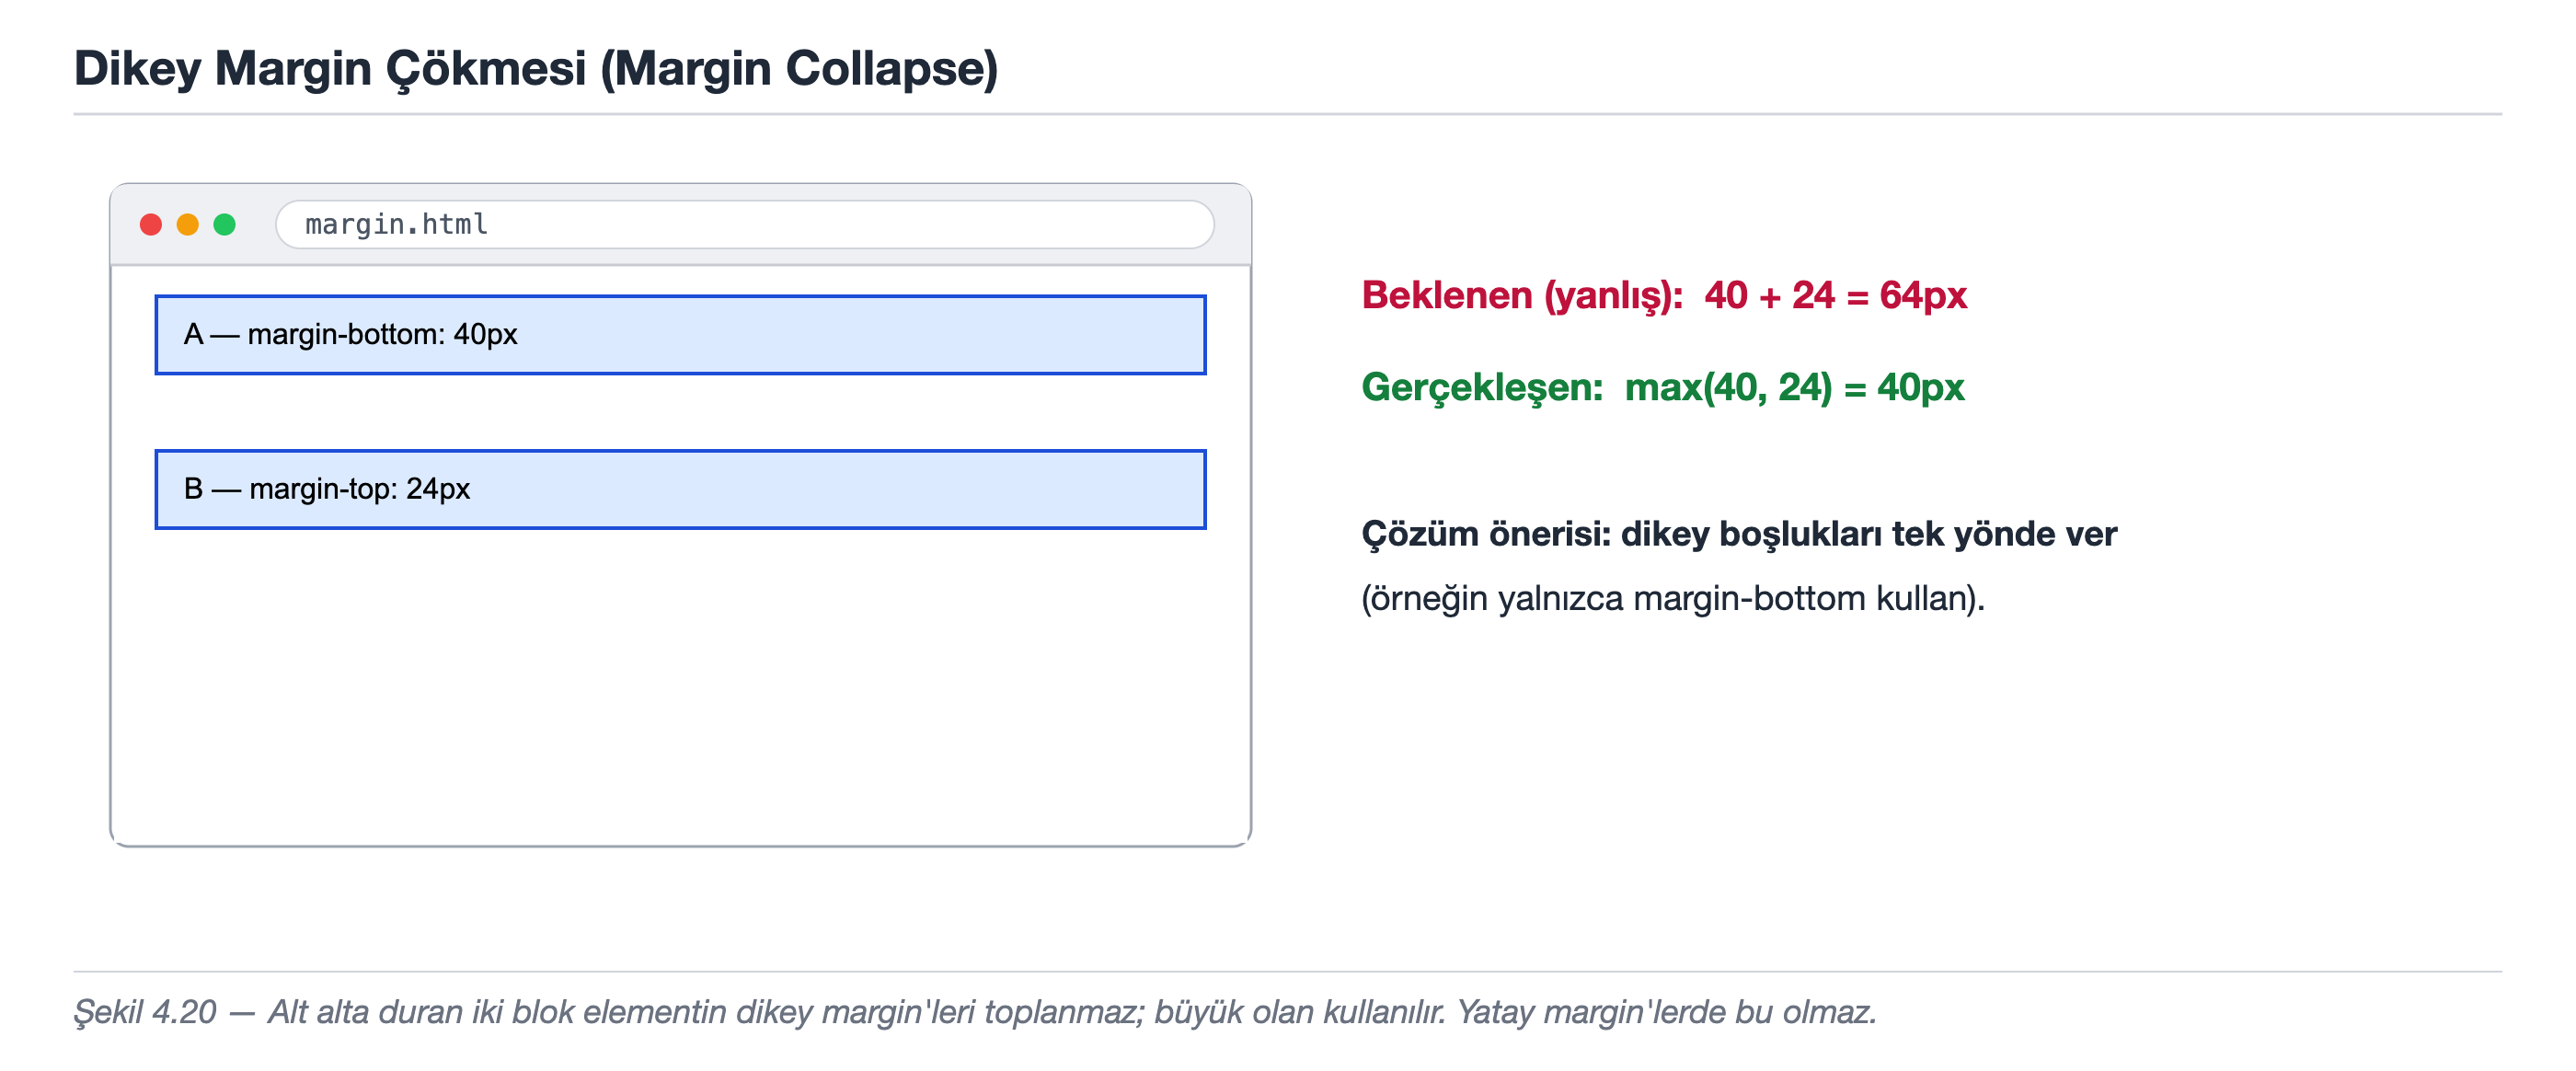 Dikey Margin Çökmesi (Margin Collapse)
margin.html
A — margin-bottom: 40px
B — margin-top: 24px
Beklenen (yanlış): 40 + 24 = 64px
Gerçekleşen: max(40, 24) = 40px
Çözüm önerisi: dikey boşlukları tek yönde ver
(örneğin yalnızca margin-bottom kullan).
Şekil 4.20 — Alt alta duran iki blok elementin dikey margin'leri toplanmaz; büyük olan kullanılır. Yatay margin'lerde bu olmaz.